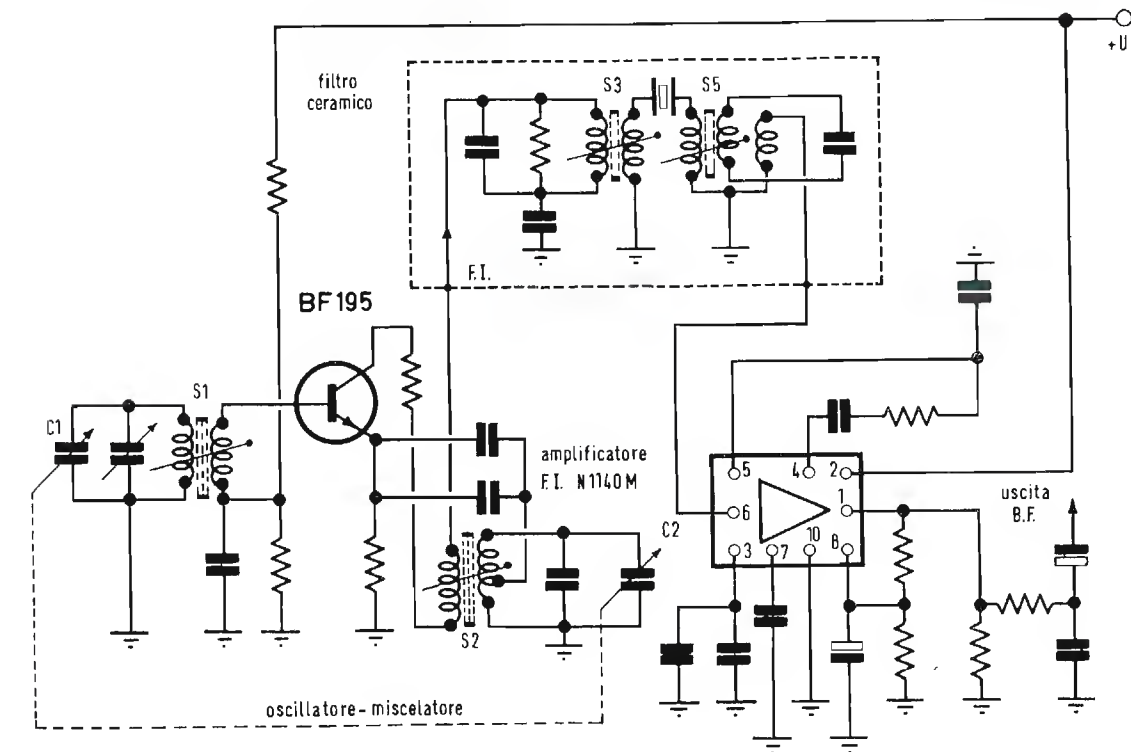 +U
filtro
ceramico
S3
S5
F.I.
BF195
S1
C1
amplificatore
F.I. N1140M
C2
S2
oscillatore-miscelatore
5
4
2
6
1
3
7
10
8
uscita
B.F.